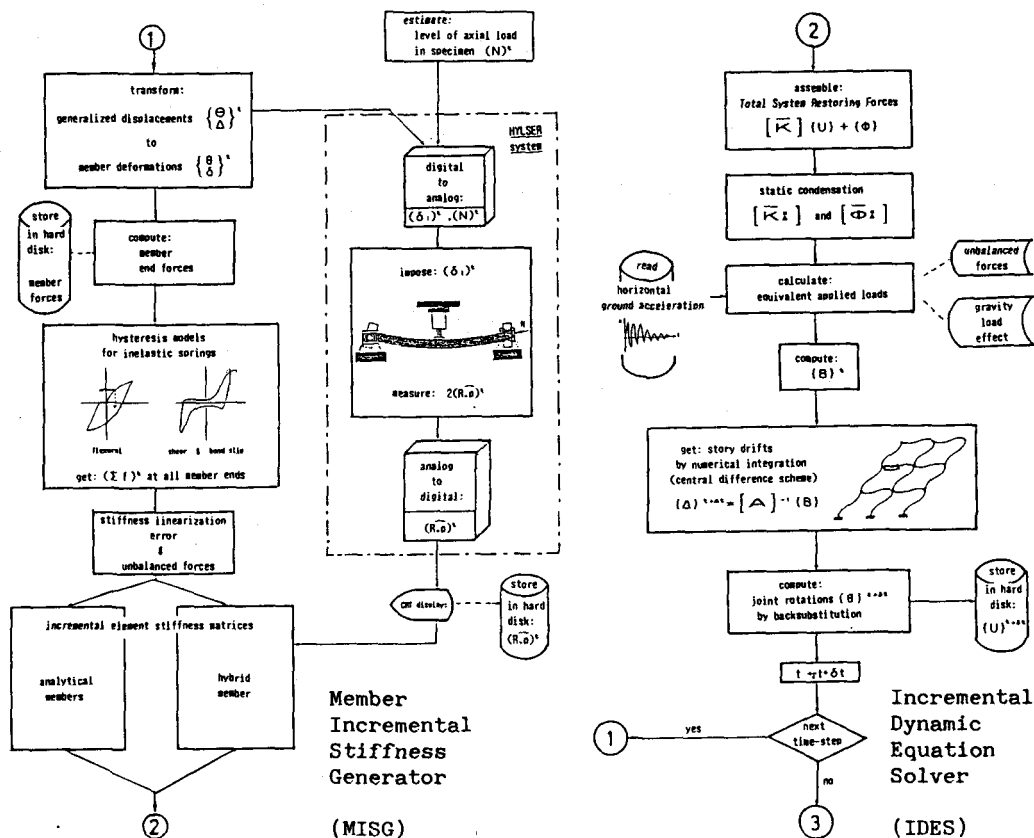 1
transform:
generalized displacements {Θ Δ}ᵗ
to
member deformations {θ δ}ᵗ
store
in hard
disk:
member
forces
compute:
member
end forces
hysteresis models
for inelastic springs
flexural
shear & bond slip
get: (Σf)ᵗ at all member ends
stiffness linearization
error
&
unbalanced forces
incremental element stiffness matrices
analytical
members
hybrid
member
2
estimate:
level of axial load
in specimen (N)ᵗ
HYLSER
system
digital
to
analog:
(δi)ᵗ,(N)ᵗ
impose: (δi)ᵗ
N
measure:
analog
to
digital:
CRT display:
store
in hard
disk:
Member
Incremental
Stiffness
Generator
(MISG)
2
assemble:
Total System Restoring Forces
[K̅]{U} + {Φ}
static condensation
and
read
horizontal
ground acceleration
calculate:
equivalent applied loads
unbalanced
forces
gravity
load
effect
compute:
{B}ᵗ
get: story drifts
by numerical integration
(central difference scheme)
{Δ}ᵗ⁺Δᵗ = [A]⁻¹ {B}
compute:
joint rotations {θ}ᵗ⁺Δᵗ
by backsubstitution
store
in hard
disk:
{U}ᵗ⁺Δᵗ
next
time-step
yes
1
no
3
Incremental
Dynamic
Equation
Solver
(IDES)